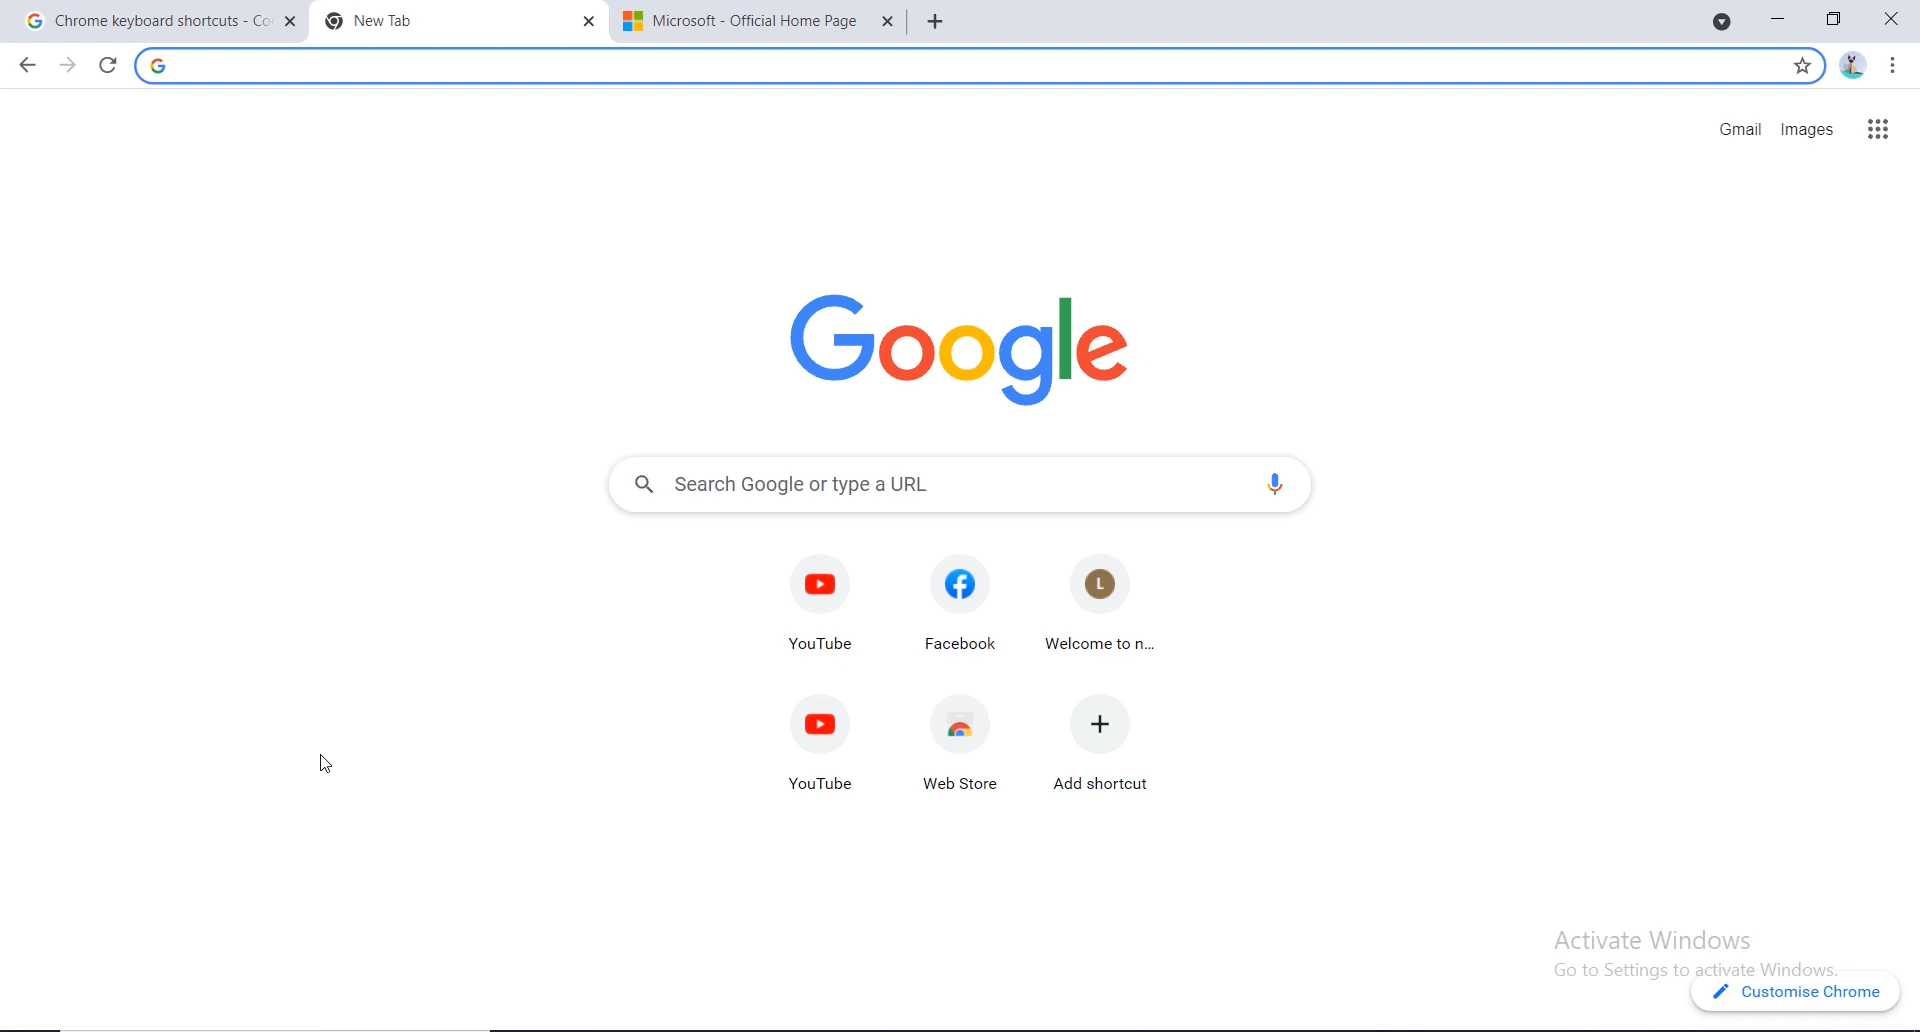 Chrome keyboard shortcuts - Co
New Tab
Microsoft - Official Home Page
Gmail Images
Google
Search Google or type a URL
YouTube Facebook Welcome to n...
L
YouTube Web Store Add shortcut
Activate Windows
Go to Settings to activate Windows.
Customise Chrome